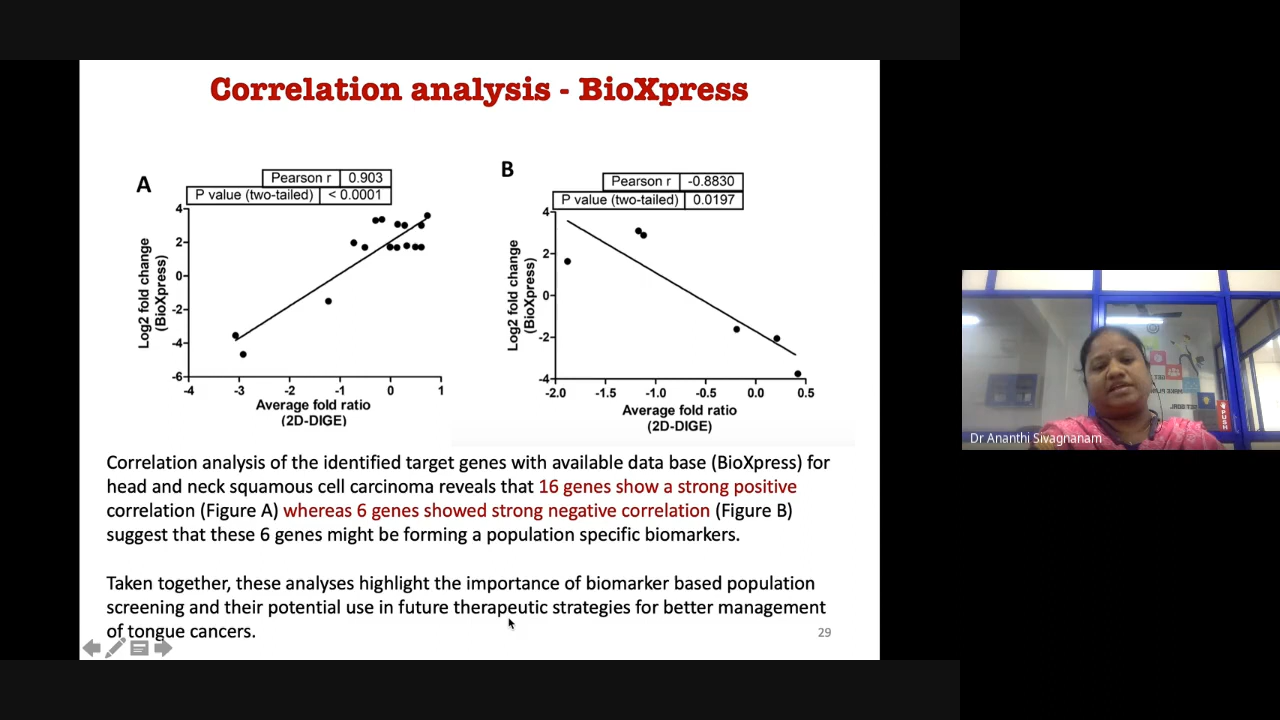 Correlation analysis - BioXpress
A
Pearson r 0.903
P value (two-tailed) < 0.0001
4
2
0
-2
-4
-6
Log2 fold change
(BioXpress)
-4 -3 -2 -1 0 1
Average fold ratio
(2D-DIGE)
B
Pearson r -0.8830
P value (two-tailed) 0.0197
4
2
0
-2
-4
Log2 fold change
(BioXpress)
-2.0 -1.5 -1.0 -0.5 0.0 0.5
Average fold ratio
(2D-DIGE)
Correlation analysis of the identified target genes with available data base (BioXpress) for
head and neck squamous cell carcinoma reveals that 16 genes show a strong positive
correlation (Figure A) whereas 6 genes showed strong negative correlation (Figure B)
suggest that these 6 genes might be forming a population specific biomarkers.
Taken together, these analyses highlight the importance of biomarker based population
screening and their potential use in future therapeutic strategies for better management
of tongue cancers.
29
PUSH
Dr Ananthi Sivagnanam